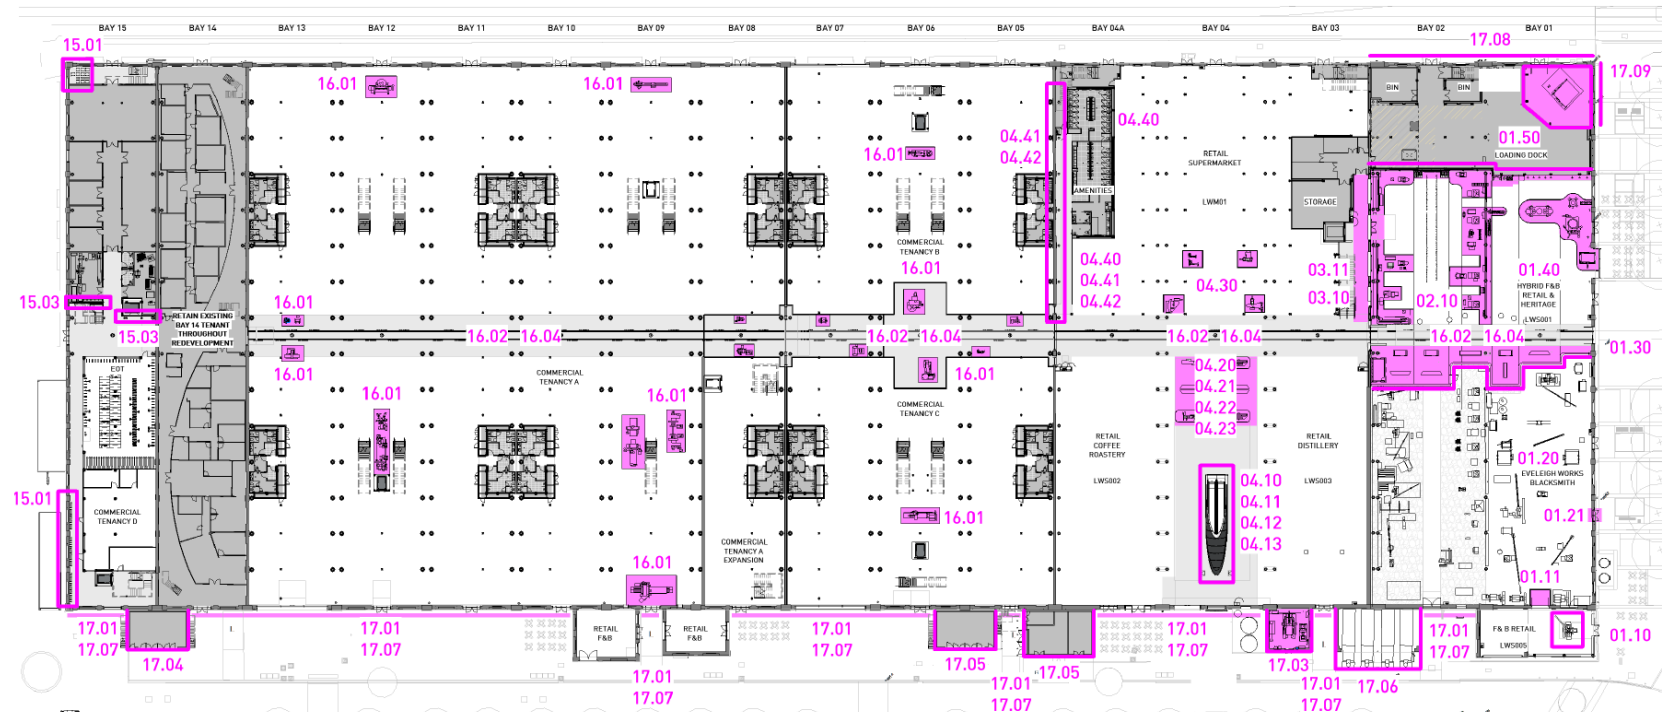 BAY 15
BAY 14
BAY 13
BAY 12
BAY 11
BAY 10
BAY 09
BAY 08
BAY 07
BAY 06
BAY 05
BAY 04A
BAY 04
BAY 03
BAY 02
BAY 01
15.01
17.08
17.09
16.01
16.01
BIN
BIN
04.40
04.41
04.42
01.50
LOADING DOCK
16.01
RETAIL
SUPERMARKET
LWM01
AMENITIES
STORAGE
COMMERCIAL
TENANCY B
16.01
04.40
04.41
04.42
04.30
03.11
03.10
02.10
01.40
HYBRID F&B
RETAIL &
HERITAGE
LWS001
15.03
15.03
16.01
RETAIN EXISTING
BAY 14 TENANT
THROUGHOUT
REDEVELOPMENT
16.02
16.04
16.02
16.04
16.02
16.04
16.02
16.04
01.30
EOT
16.01
COMMERCIAL
TENANCY A
16.01
16.01
16.01
04.20
04.21
04.22
04.23
COMMERCIAL
TENANCY C
RETAIL
COFFEE
ROASTERY
LWS002
RETAIL
DISTILLERY
LWS003
01.20
EVELEIGH WORKS
BLACKSMITH
04.10
04.11
04.12
04.13
15.01
COMMERCIAL
TENANCY D
16.01
01.21
COMMERCIAL
TENANCY A
EXPANSION
16.01
01.11
17.01
17.07
17.04
17.01
17.07
RETAIL
F&B
RETAIL
F&B
17.01
17.07
17.01
17.07
17.05
17.05
17.01
17.07
17.01
17.07
17.03
17.01
17.07
17.06
17.01
17.07
F& B RETAIL
LWS005
01.10